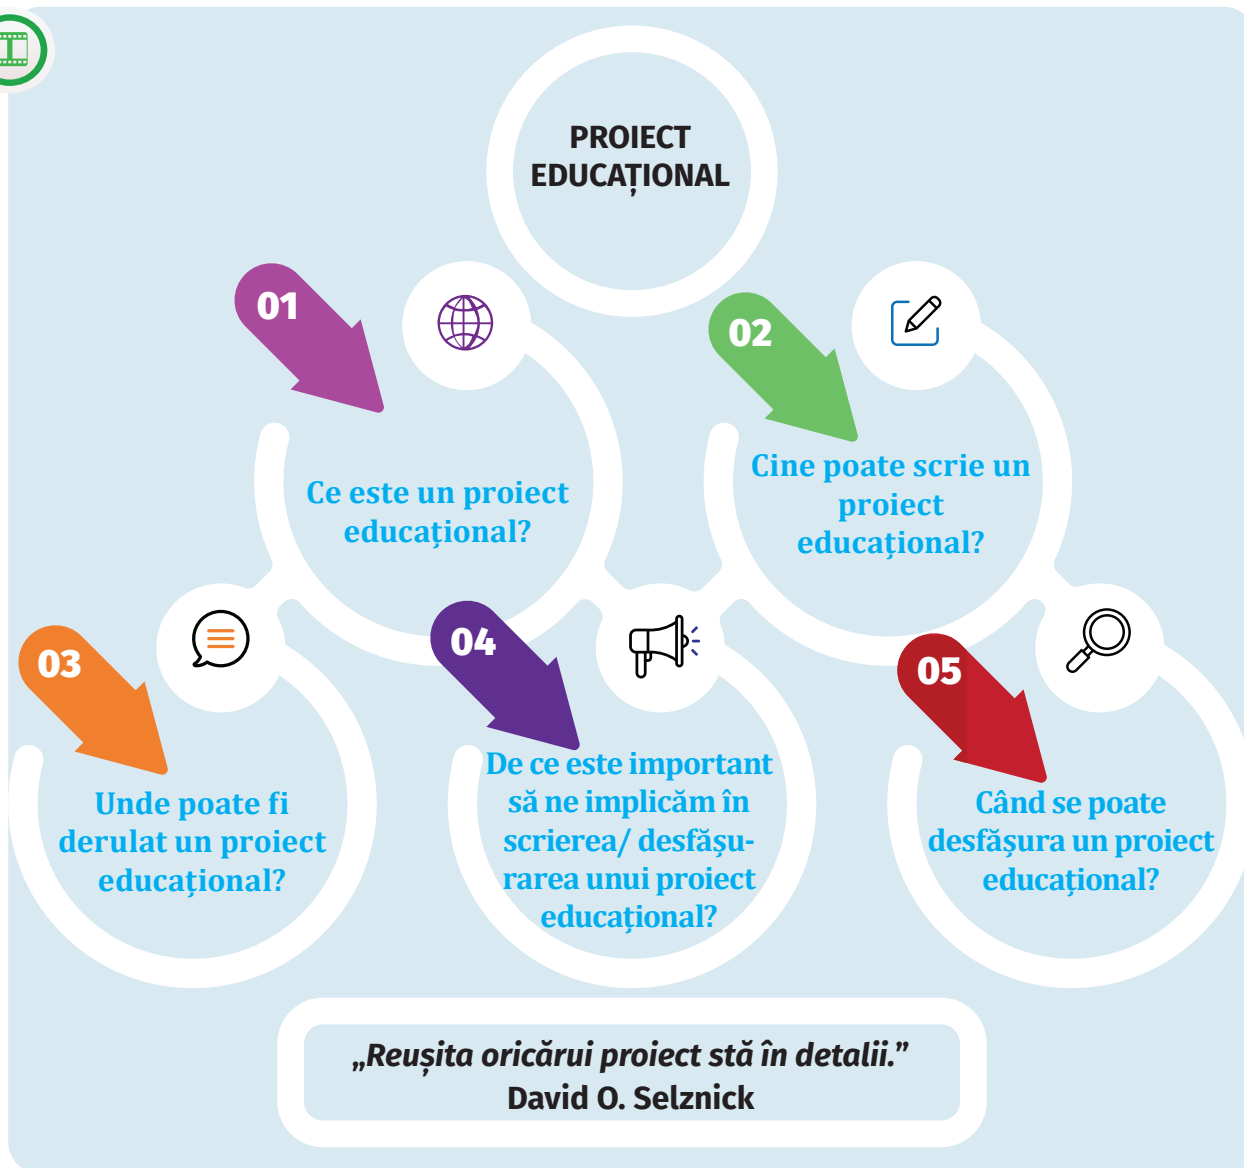 PROIECT
EDUCAȚIONAL
01
Ce este un proiect
educațional?
02
Cine poate scrie un
proiect
educațional?
03
Unde poate fi
derulat un proiect
educațional?
04
De ce este important
să ne implicăm în
scrierea/ desfășu-
rarea unui proiect
educațional?
05
Când se poate
desfășura un proiect
educațional?
„Reușita oricărui proiect stă în detalii.”
David O. Selznick